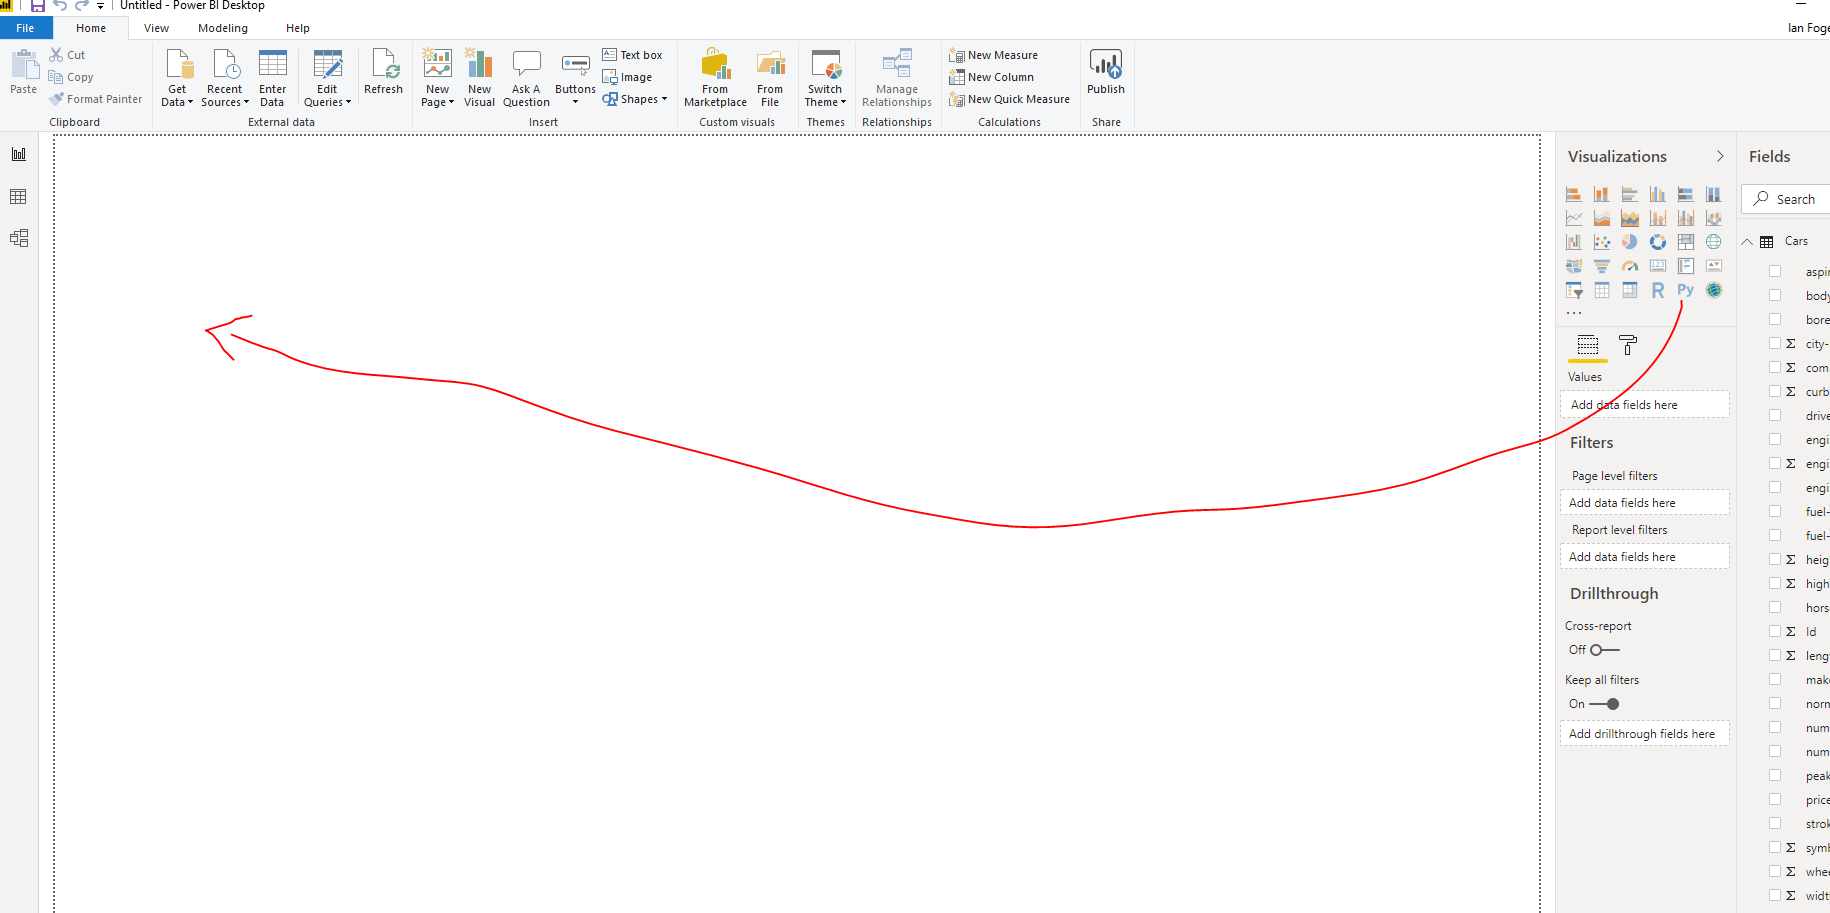 Untitled - Power BI Desktop
File Home View Modeling Help
Ian Foge
Paste
Cut
Copy
Format Painter
Clipboard
Get Data
Recent Sources
Enter Data
Edit Queries
Refresh
External data
New Page
New Visual
Ask A Question
Buttons
Text box
Image
Shapes
Insert
From Marketplace
From File
Custom visuals
Switch Theme
Themes
Manage Relationships
Relationships
New Measure
New Column
New Quick Measure
Calculations
Publish
Share
Visualizations
123
R Py
...
Values
Add data fields here
Filters
Page level filters
Add data fields here
Report level filters
Add data fields here
Drillthrough
Cross-report
Off
Keep all filters
On
Add drillthrough fields here
Fields
Search
Cars
aspir
body
bore
Σ city-
Σ com
Σ curb
drive
engi
Σ engi
engi
fuel-
fuel-
Σ heig
Σ high
hors
Σ Id
Σ leng
make
norm
num
num
peak
price
strok
Σ symb
Σ whee
Σ widt